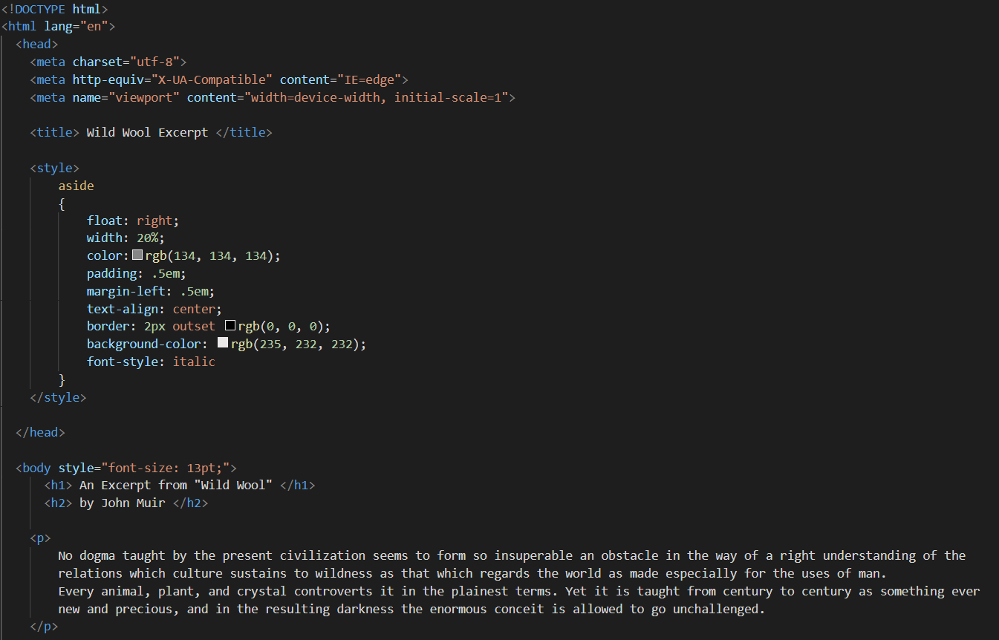 <!DOCTYPE html>
<html lang="en">
<head>
<meta charset="utf-8">
<meta http-equiv="X-UA-Compatible" content="IE=edge">
<meta name="viewport" content="width=device-width, initial-scale=1">
<title> Wild Wool Excerpt </title>
<style>
aside
{
float: right;
width: 20%;
color: rgb(134, 134, 134);
padding: .5em;
margin-left: .5em;
text-align: center;
border: 2px outset rgb(0, 0, 0);
background-color: rgb(235, 232, 232);
font-style: italic
}
</style>
</head>
<body style="font-size: 13pt;">
<h1> An Excerpt from "Wild Wool" </h1>
<h2> by John Muir </h2>
<p>
No dogma taught by the present civilization seems to form so insuperable an obstacle in the way of a right understanding of the
relations which culture sustains to wildness as that which regards the world as made especially for the uses of man.
Every animal, plant, and crystal controverts it in the plainest terms. Yet it is taught from century to century as something ever
new and precious, and in the resulting darkness the enormous conceit is allowed to go unchallenged.
</p>